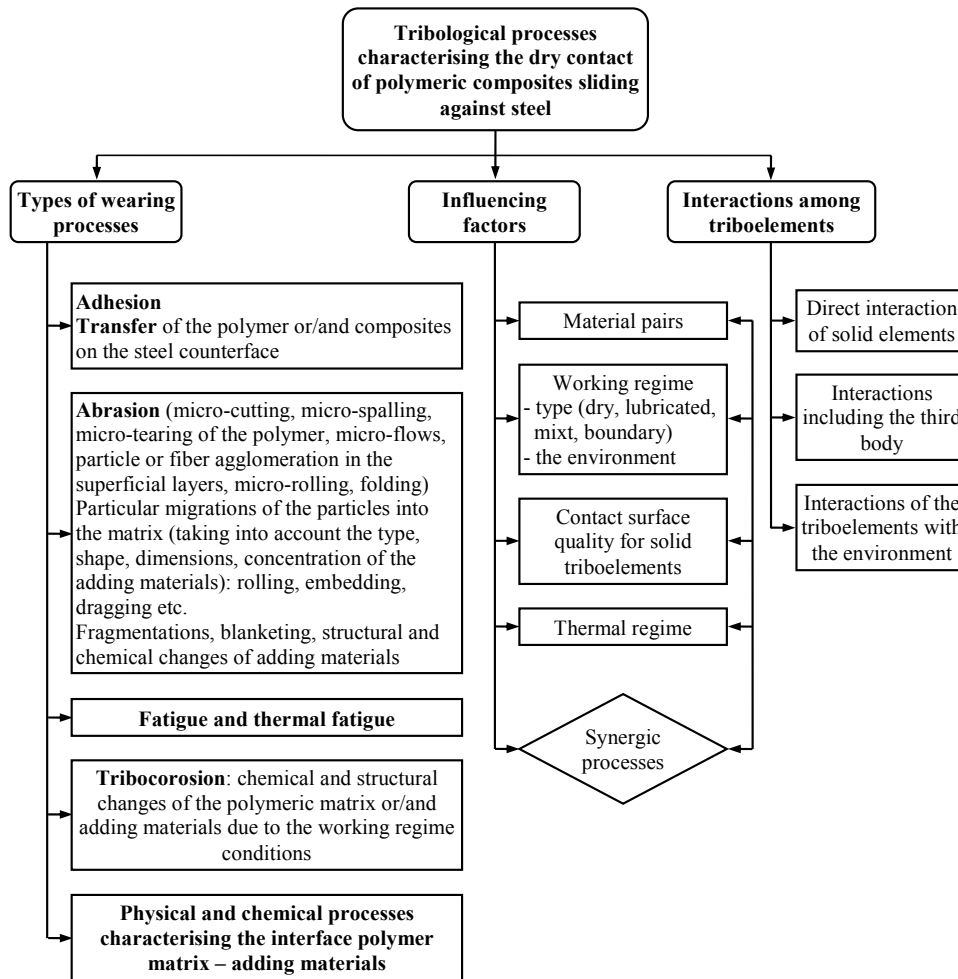 Tribological processes
characterising the dry contact
of polymeric composites sliding
against steel
Types of wearing
processes
Adhesion
Transfer of the polymer or/and composites
on the steel counterface
Abrasion (micro-cutting, micro-spalling,
micro-tearing of the polymer, micro-flows,
particle or fiber agglomeration in the
superficial layers, micro-rolling, folding)
Particular migrations of the particles into
the matrix (taking into account the type,
shape, dimensions, concentration of the
adding materials): rolling, embedding,
dragging etc.
Fragmentations, blanketing, structural and
chemical changes of adding materials
Fatigue and thermal fatigue
Tribocorosion: chemical and structural
changes of the polymeric matrix or/and
adding materials due to the working regime
conditions
Physical and chemical processes
characterising the interface polymer
matrix – adding materials
Influencing
factors
Material pairs
Working regime
- type (dry, lubricated,
mixt, boundary)
- the environment
Contact surface
quality for solid
triboelements
Thermal regime
Synergic
processes
Interactions among
triboelements
Direct interaction
of solid elements
Interactions
including the third
body
Interactions of the
triboelements with
the environment